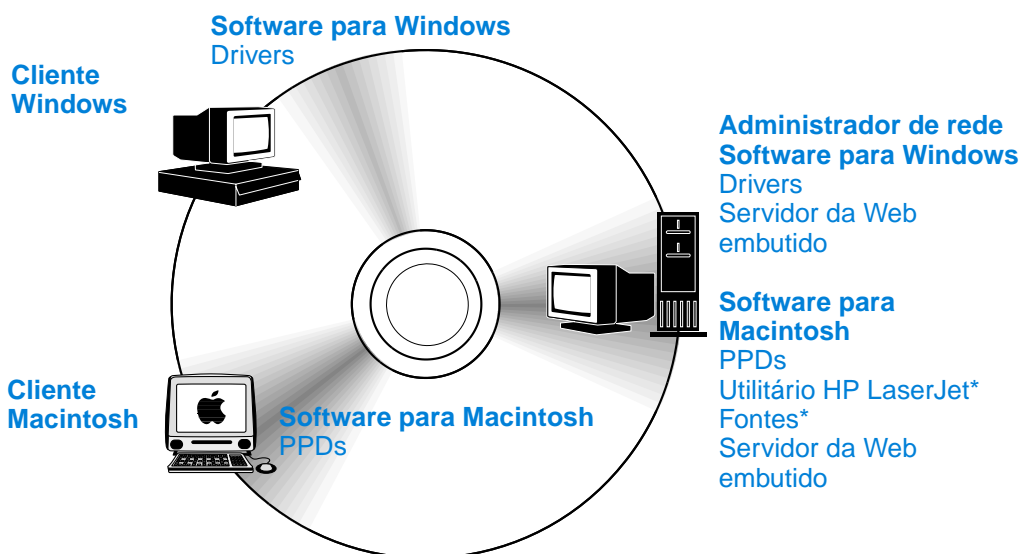 Software para Windows
Drivers
Cliente
Windows
Administrador de rede
Software para Windows
Drivers
Servidor da Web
embutido
Software para
Macintosh
PPDs
Utilitário HP LaserJet*
Fontes*
Servidor da Web
embutido
Cliente
Macintosh
Software para Macintosh
PPDs